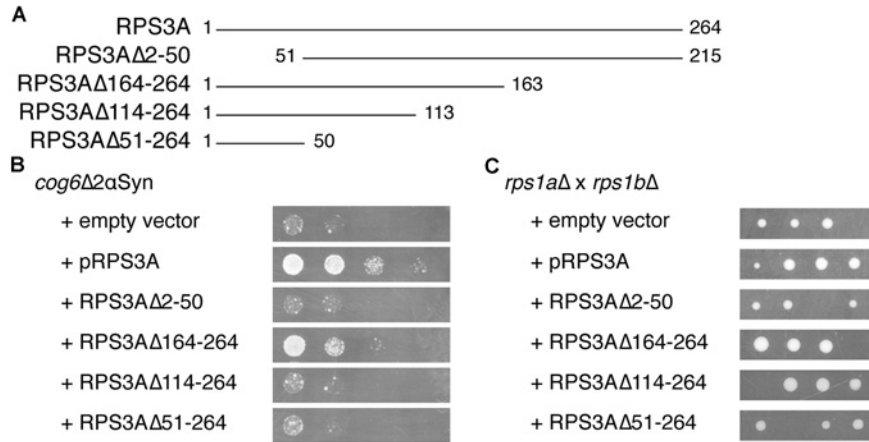 A
RPS3A 1 264
RPS3AΔ2-50 51 215
RPS3AΔ164-264 1 163
RPS3AΔ114-264 1 113
RPS3AΔ51-264 1 50
B
cog6Δ2αSyn
+ empty vector
+ pRPS3A
+ RPS3AΔ2-50
+ RPS3AΔ164-264
+ RPS3AΔ114-264
+ RPS3AΔ51-264
C
rps1aΔ x rps1bΔ
+ empty vector
+ pRPS3A
+ RPS3AΔ2-50
+ RPS3AΔ164-264
+ RPS3AΔ114-264
+ RPS3AΔ51-264